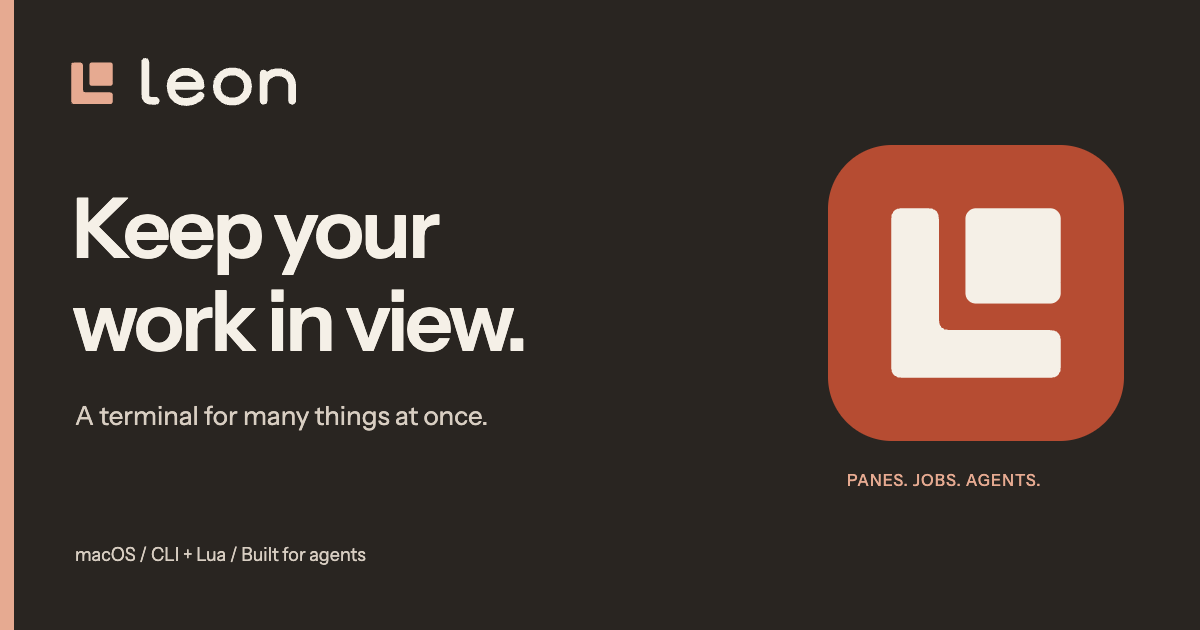 leon
Keep your
work in view.
A terminal for many things at once.
PANES. JOBS. AGENTS.
macOS / CLI + Lua / Built for agents